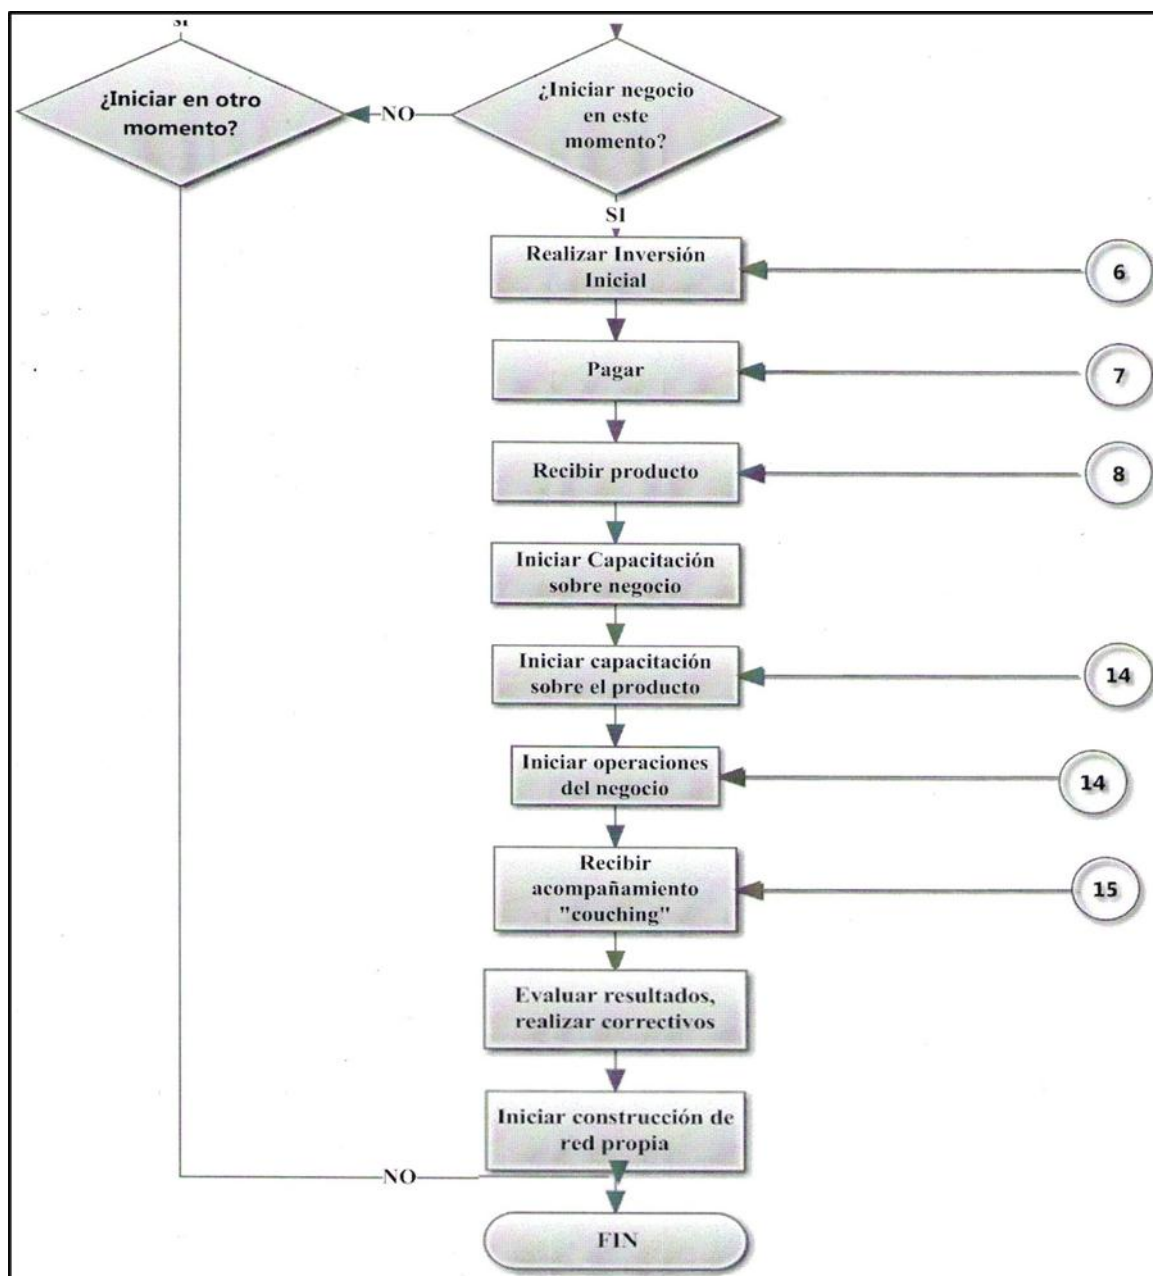 SI
¿Iniciar en otro
momento?
NO
¿Iniciar negocio
en este
momento?
SI
Realizar Inversión
Inicial
6
Pagar
7
Recibir producto
8
Iniciar Capacitación
sobre negocio
Iniciar capacitación
sobre el producto
14
Iniciar operaciones
del negocio
14
Recibir
acompañamiento
"couching"
15
Evaluar resultados,
realizar correctivos
Iniciar construcción de
red propia
NO
FIN